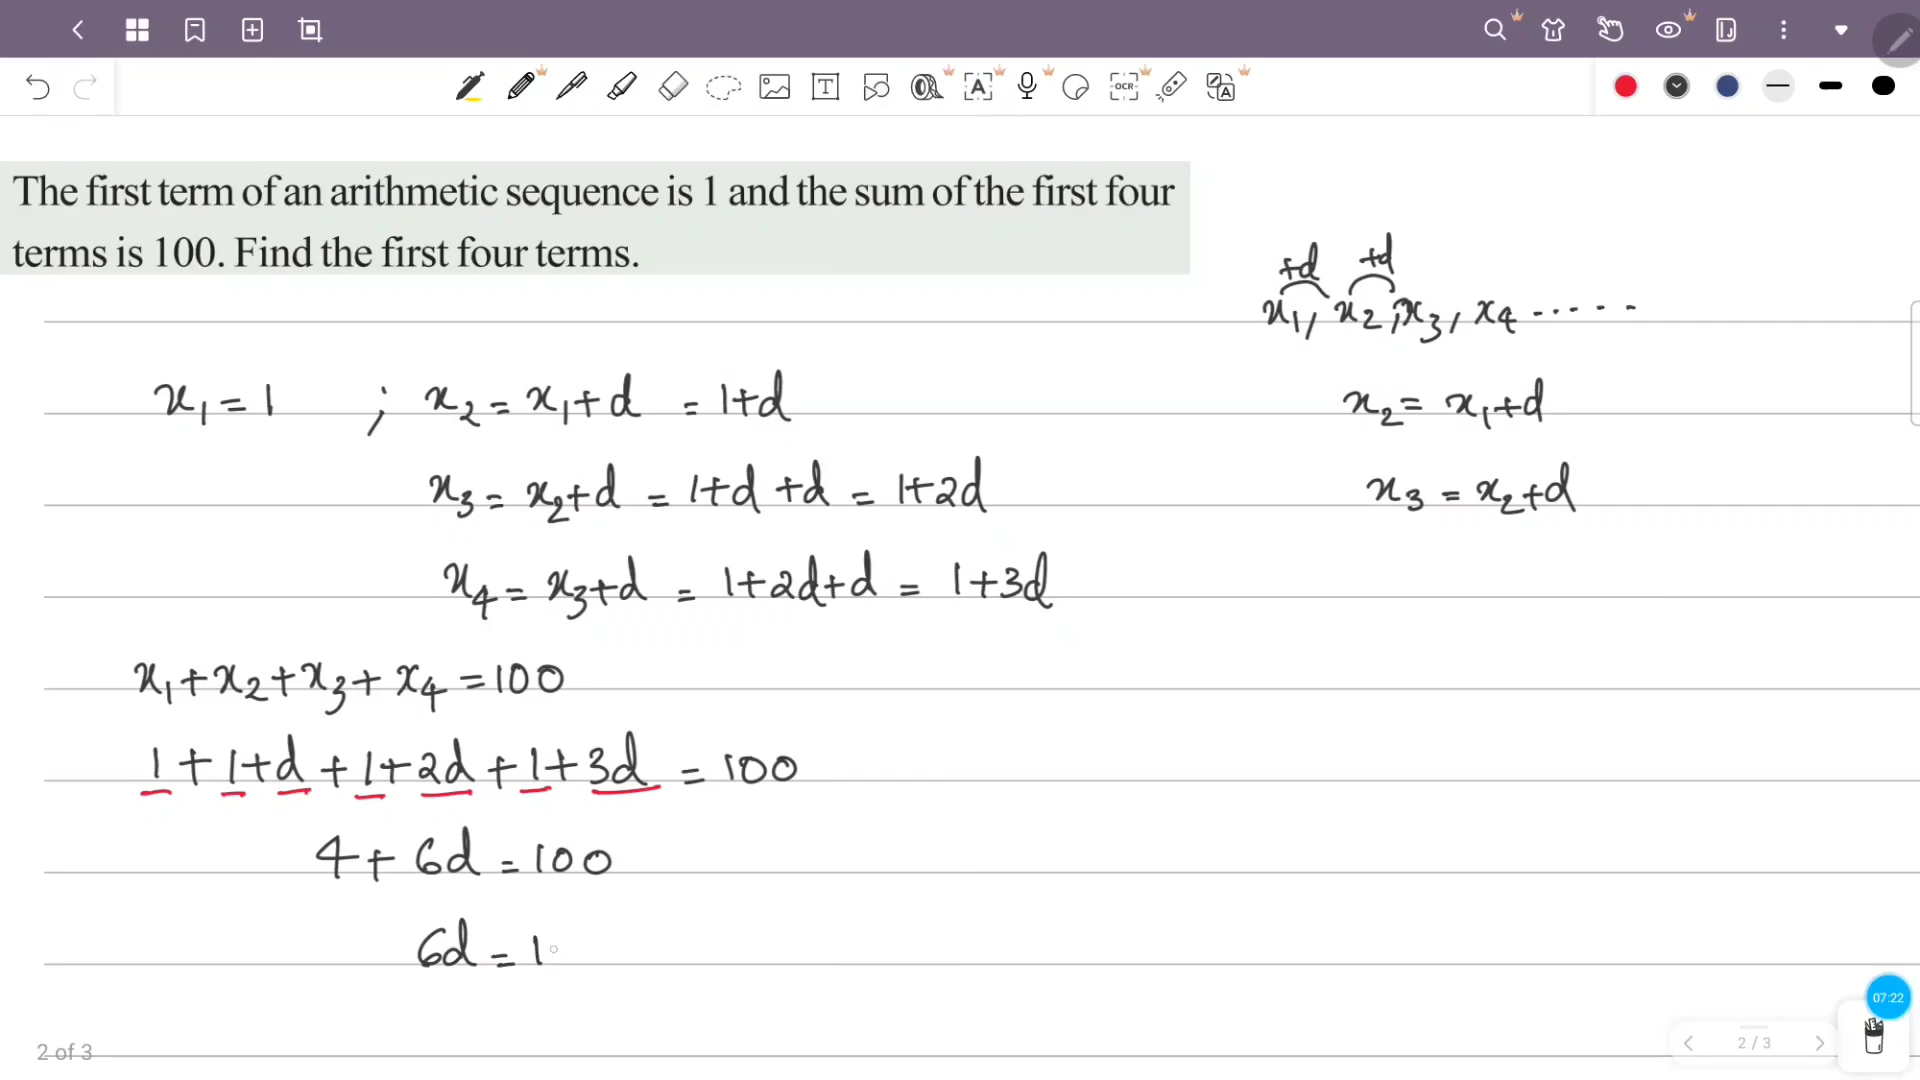 The first term of an arithmetic sequence is 1 and the sum of the first four
terms is 100. Find the first four terms.
+d +d
x₁, x₂, x₃, x₄ ......
x₁ = 1 ; x₂ = x₁+d = 1+d
x₂ = x₁+d
x₃ = x₂+d = 1+d +d = 1+2d
x₃ = x₂+d
x₄ = x₃+d = 1+2d+d = 1+3d
x₁+x₂+x₃+x₄ = 100
1+1+d+1+2d+1+3d = 100
4+6d = 100
6d = 1
07:22
2 of 3
2 / 3
T
A
OCR
A